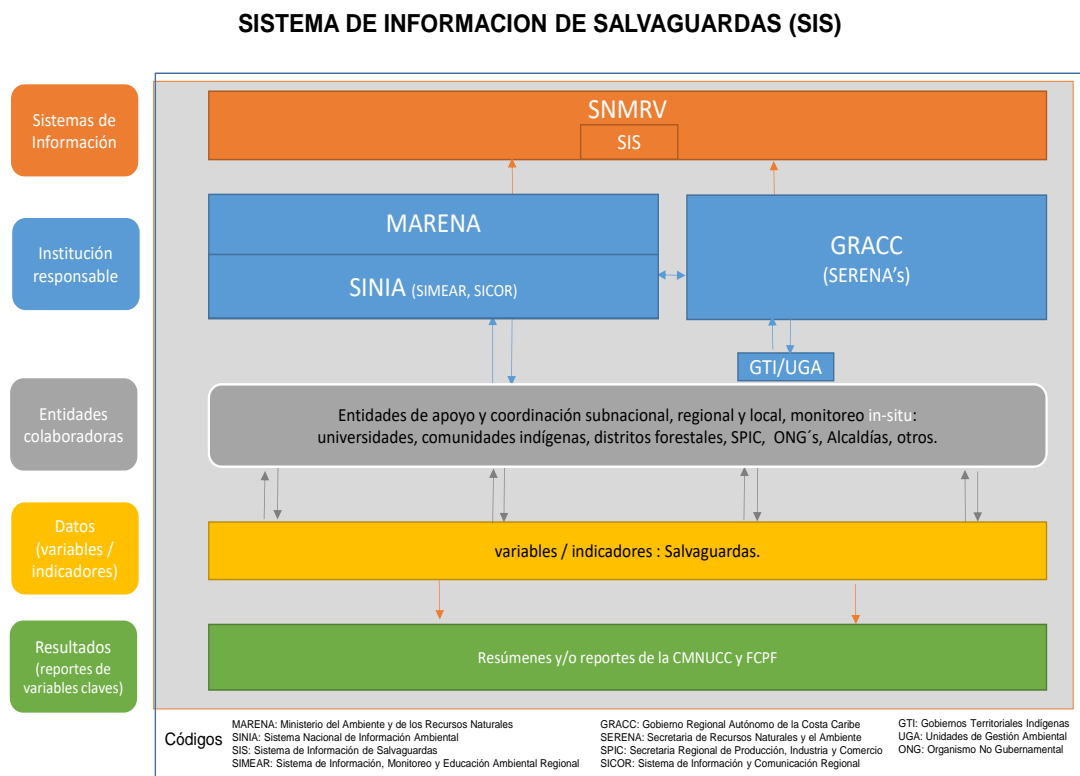 SISTEMA DE INFORMACION DE SALVAGUARDAS (SIS)
Sistemas de
Información
SNMRV
SIS
Institución
responsable
MARENA
SINIA (SIMEAR, SICOR)
GRACC
(SERENA's)
GTI/UGA
Entidades
colaboradoras
Entidades de apoyo y coordinación subnacional, regional y local, monitoreo in-situ:
universidades, comunidades indígenas, distritos forestales, SPIC, ONG´s, Alcaldías, otros.
Datos
(variables /
indicadores)
variables / indicadores : Salvaguardas.
Resultados
(reportes de
variables claves)
Resúmenes y/o reportes de la CMNUCC y FCPF
Códigos
MARENA: Ministerio del Ambiente y de los Recursos Naturales
SINIA: Sistema Nacional de Información Ambiental
SIS: Sistema de Información de Salvaguardas
SIMEAR: Sistema de Información, Monitoreo y Educación Ambiental Regional
GRACC: Gobierno Regional Autónomo de la Costa Caribe
SERENA: Secretaria de Recursos Naturales y el Ambiente
SPIC: Secretaria Regional de Producción, Industria y Comercio
SICOR: Sistema de Información y Comunicación Regional
GTI: Gobiernos Territoriales Indígenas
UGA: Unidades de Gestión Ambiental
ONG: Organismo No Gubernamental